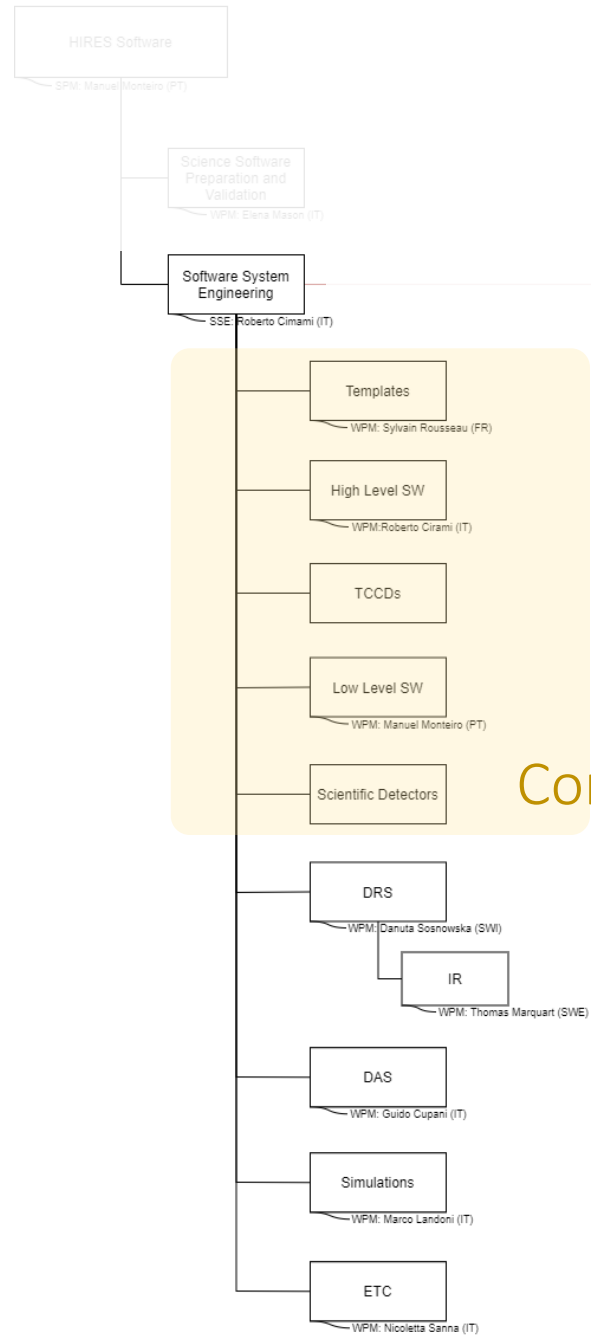 HIRES Software
SPM: Manuel Monteiro (PT)
Science Software
Preparation and
Validation
WPM: Elena Mason (IT)
Software System
Engineering
SSE: Roberto Cimami (IT)
Templates
WPM: Sylvain Rousseau (FR)
High Level SW
WPM:Roberto Cirami (IT)
TCCDs
Low Level SW
WPM: Manuel Monteiro (PT)
Scientific Detectors
Con
DRS
WPM: Danuta Sosnowska (SWI)
IR
WPM: Thomas Marquart (SWE)
DAS
WPM: Guido Cupani (IT)
Simulations
WPM: Marco Landoni (IT)
ETC
WPM: Nicoletta Sanna (IT)